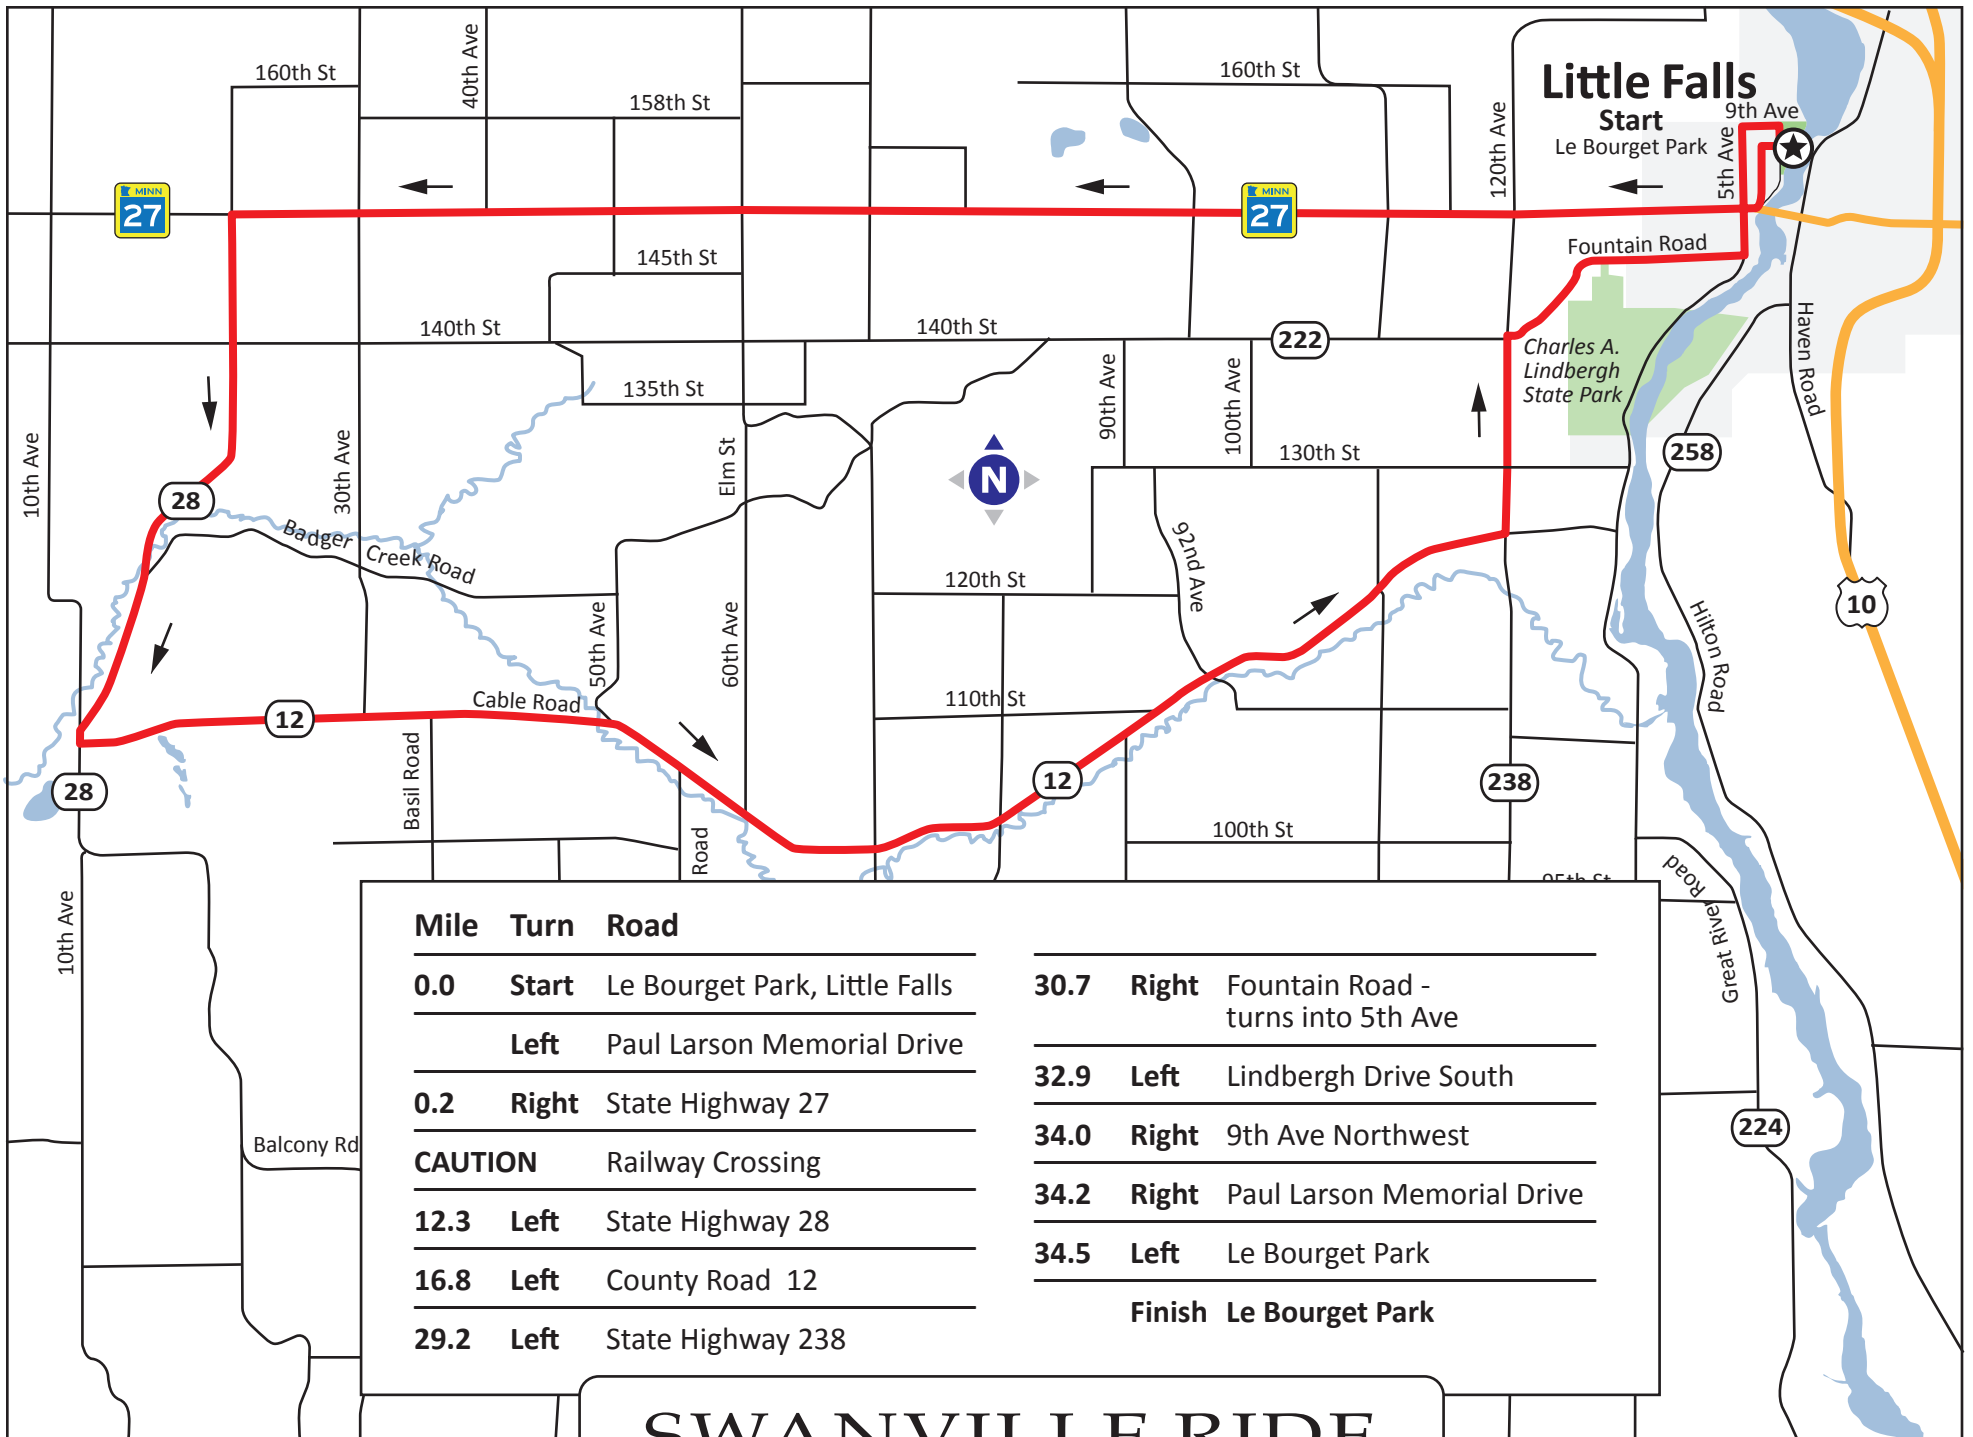 160th St
40th Ave
158th St
160th St
120th Ave
Little Falls
Start
Le Bourget Park
9th Ave
5th Ave
MINN
27
MINN
27
145th St
Fountain Road
140th St
140th St
222
Charles A.
Lindbergh
State Park
Haven Road
135th St
90th Ave
100th Ave
10th Ave
30th Ave
Elm St
N
130th St
258
28
Badger Creek Road
92nd Ave
120th St
10
50th Ave
60th Ave
Hilton Road
Cable Road
110th St
12
Basil Road
28
12
238
Road
100th St
95th St
Great River Road
10th Ave
Balcony Rd
224
Mile Turn Road
0.0 Start Le Bourget Park, Little Falls
Left Paul Larson Memorial Drive
0.2 Right State Highway 27
CAUTION Railway Crossing
12.3 Left State Highway 28
16.8 Left County Road 12
29.2 Left State Highway 238
30.7 Right Fountain Road -
turns into 5th Ave
32.9 Left Lindbergh Drive South
34.0 Right 9th Ave Northwest
34.2 Right Paul Larson Memorial Drive
34.5 Left Le Bourget Park
Finish Le Bourget Park
SWANVILLE RIDE